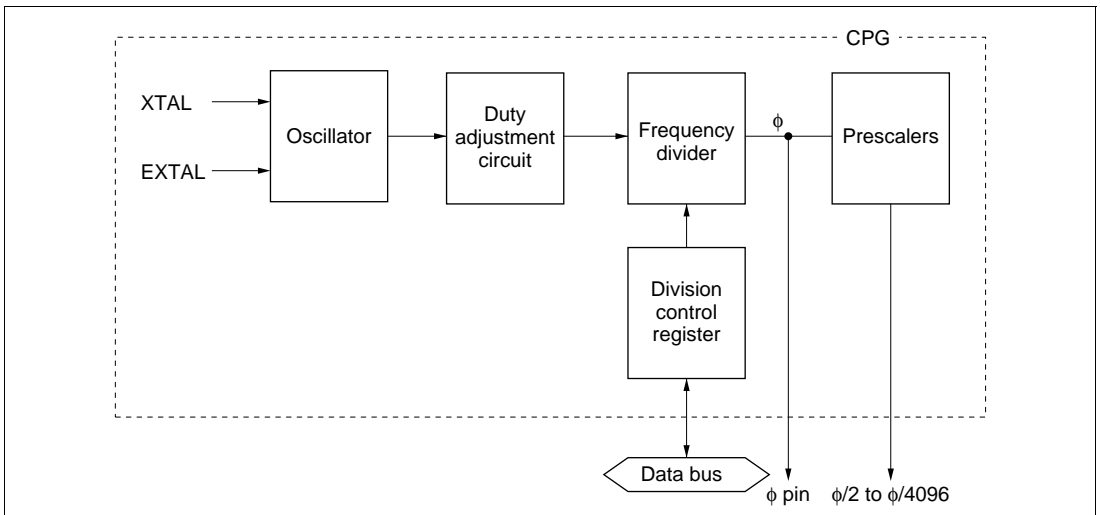 CPG
XTAL
EXTAL
Oscillator
Duty
adjustment
circuit
Frequency
divider
ϕ
Prescalers
Division
control
register
Data bus
ϕ pin
ϕ/2 to ϕ/4096